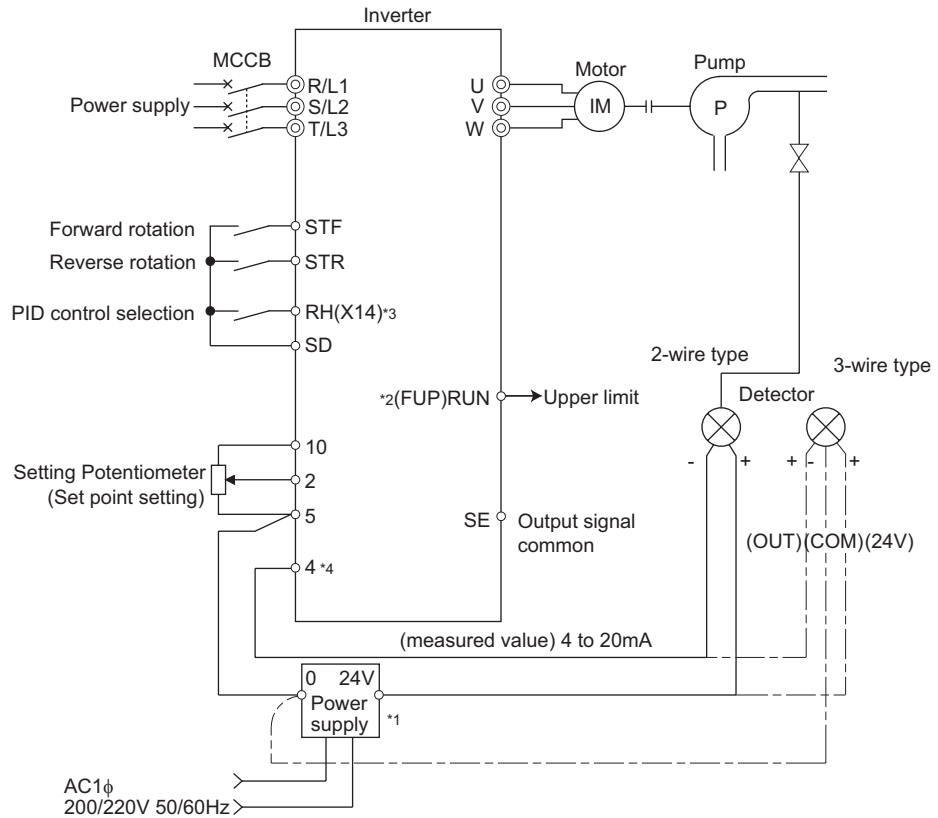 Inverter
MCCB
Power supply
R/L1
S/L2
T/L3
U
V
W
Motor
IM
Pump
P
Forward rotation
STF
Reverse rotation
STR
PID control selection
RH(X14)*3
SD
*2(FUP)RUN
Upper limit
2-wire type
3-wire type
Detector
- +
+ - +
10
Setting Potentiometer
(Set point setting)
2
5
SE
Output signal
common
(OUT)(COM)(24V)
4 *4
(measured value) 4 to 20mA
0 24V
Power
supply
*1
AC1ϕ
200/220V 50/60Hz